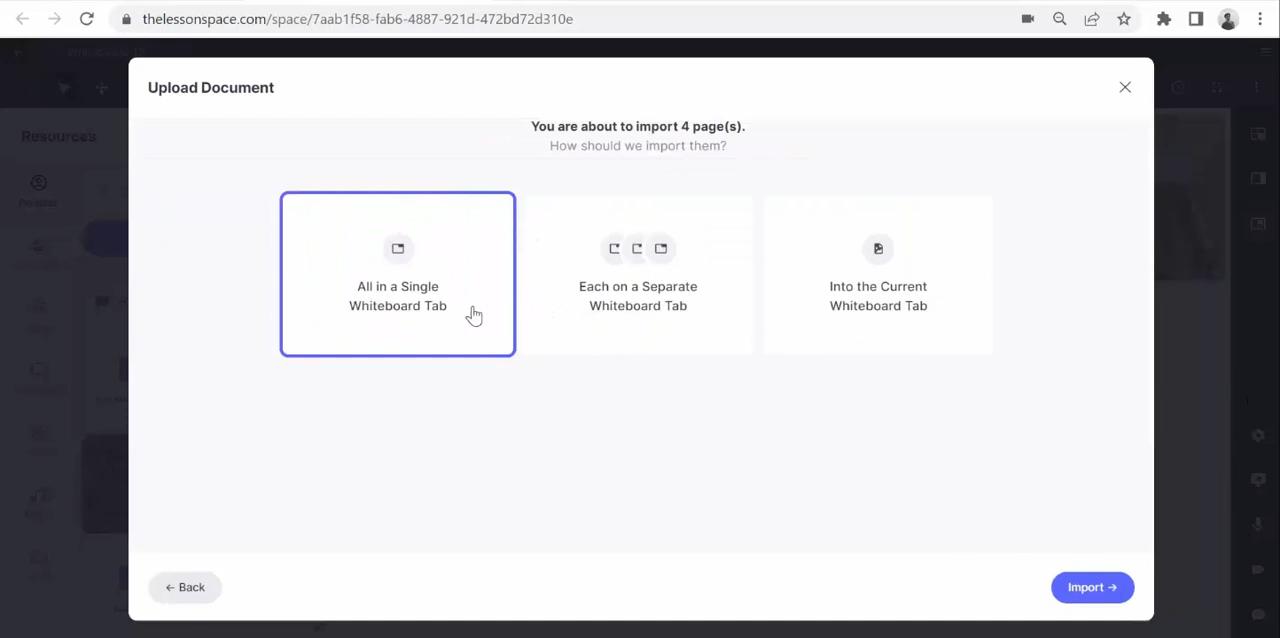 thelessonspace.com/space/7aab1f58-fab6-4887-921d-472bd72d310e
Upload Document
You are about to import 4 page(s).
How should we import them?
Resources
All in a Single
Whiteboard Tab
Each on a Separate
Whiteboard Tab
Into the Current
Whiteboard Tab
← Back
Import →